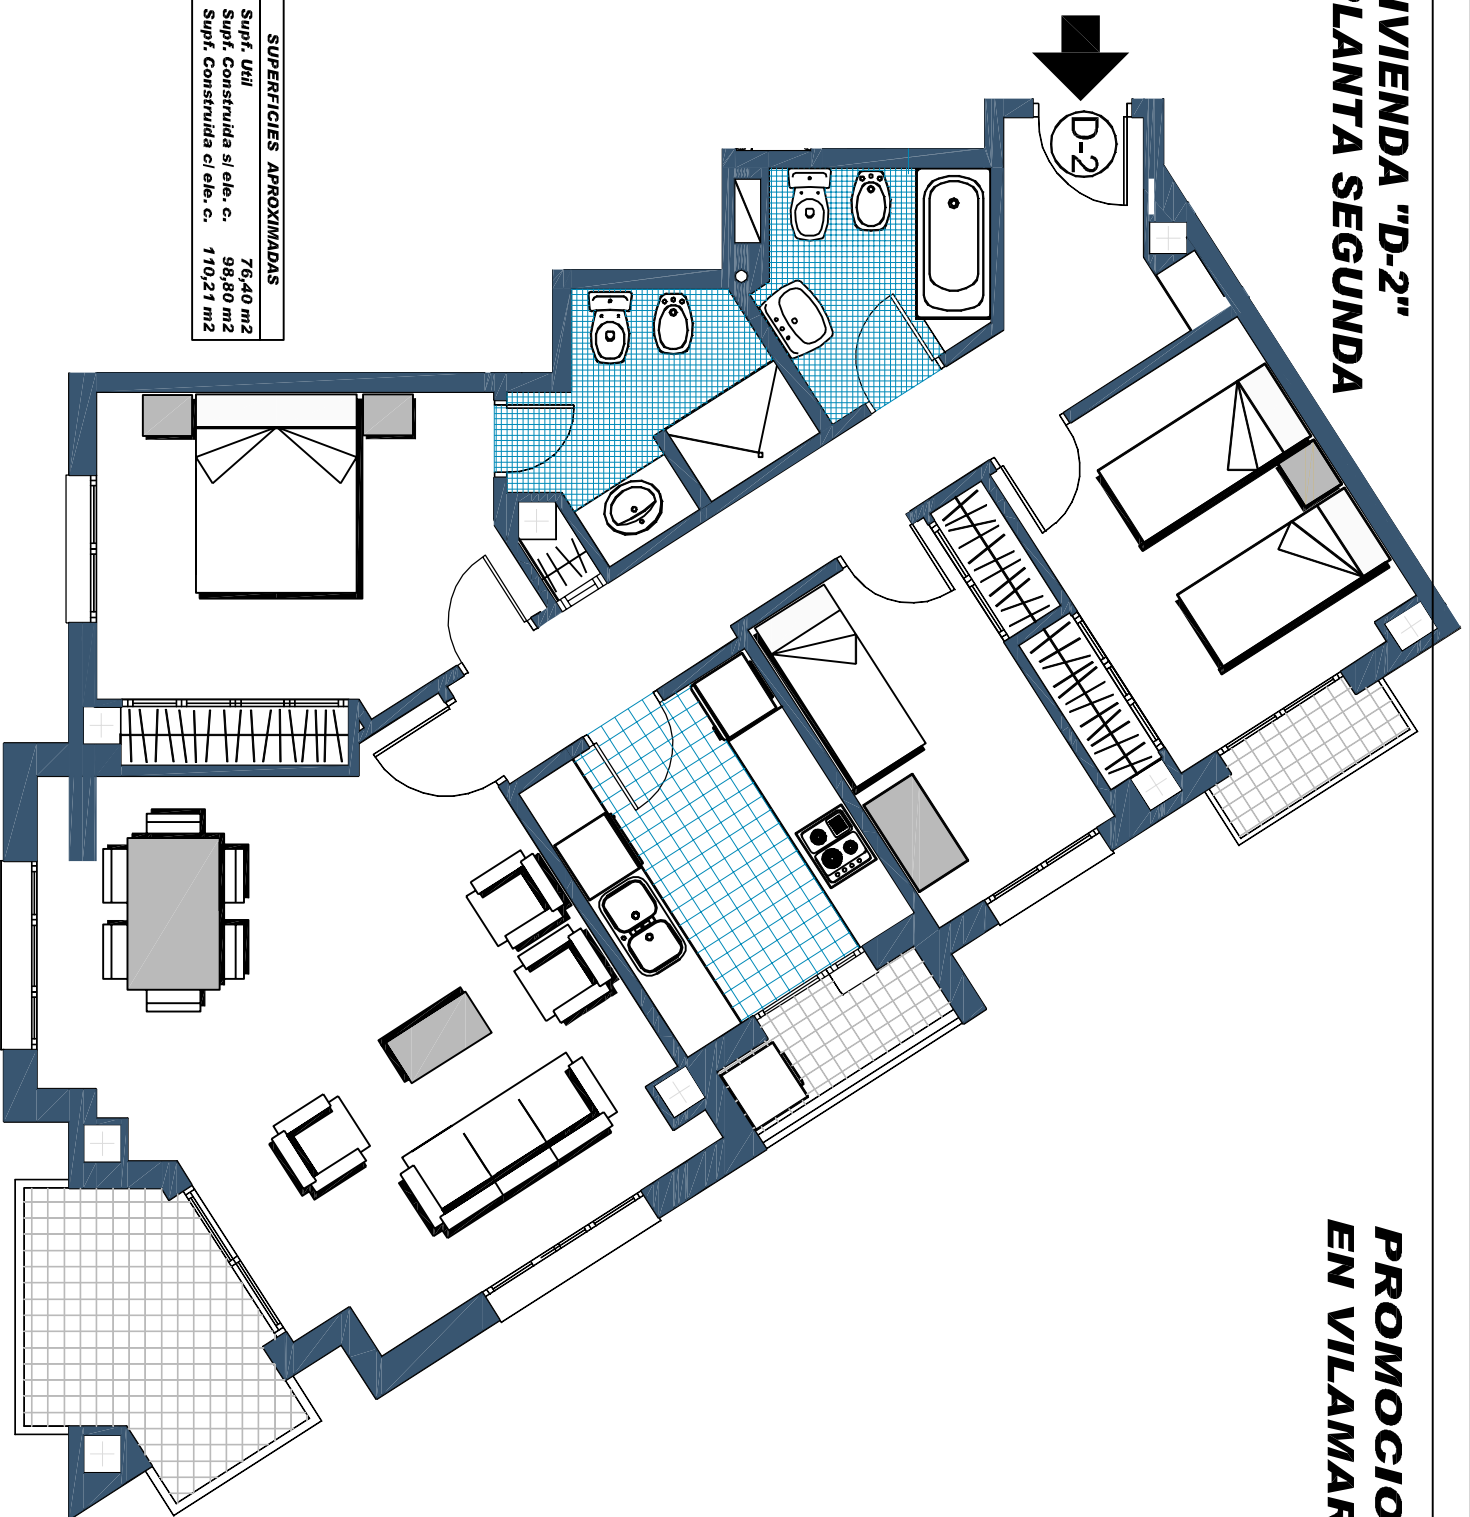 IVIENDA "D-2"
PLANTA SEGUNDA
PROMOCIO
EN VILAMAR
D-2
SUPERFICIES APROXIMADAS
Supf. Util 76,40 m2
Supf. Construida s/ ele. c. 98,80 m2
Supf. Construida c/ ele. c. 110,21 m2